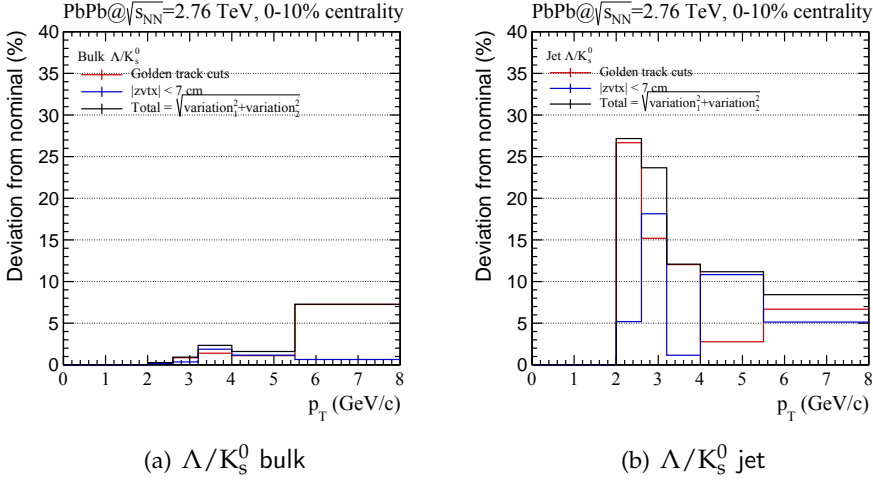 PbPb@√s_NN=2.76 TeV, 0-10% centrality
Deviation from nominal (%)
40
35
30
25
20
15
10
5
0
Bulk Λ/K⁰ₛ
Golden track cuts
|zvtx| < 7 cm
Total = √variation₁²+variation₂²
0 1 2 3 4 5 6 7 8
p_T (GeV/c)
(a) Λ/K⁰ₛ bulk
PbPb@√s_NN=2.76 TeV, 0-10% centrality
Deviation from nominal (%)
40
35
30
25
20
15
10
5
0
Jet Λ/K⁰ₛ
Golden track cuts
|zvtx| < 7 cm
Total = √variation₁²+variation₂²
0 1 2 3 4 5 6 7 8
p_T (GeV/c)
(b) Λ/K⁰ₛ jet